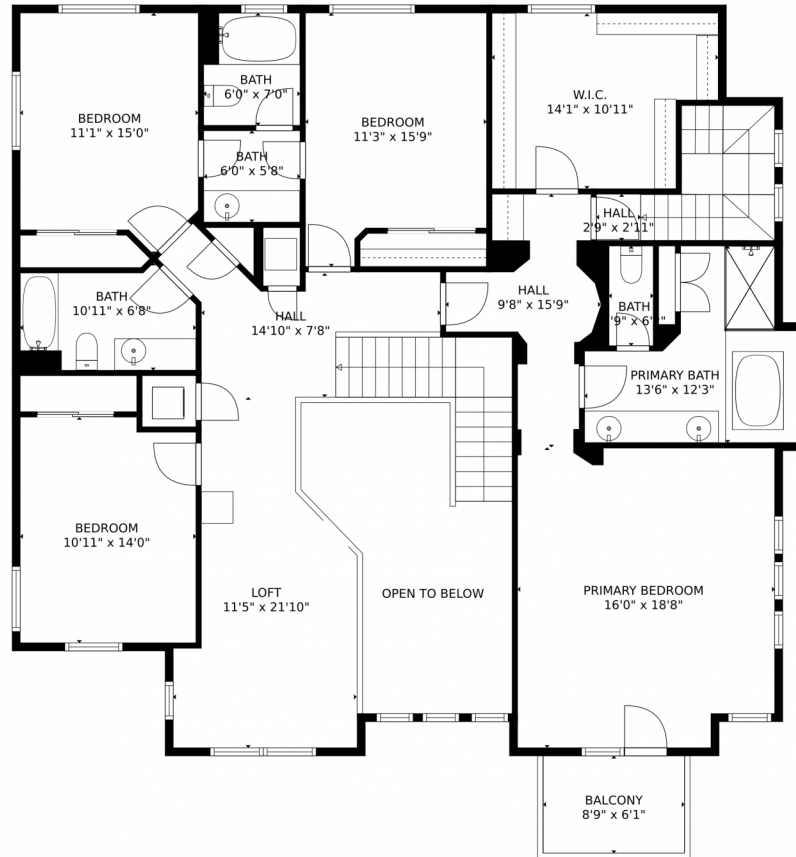 BATH
6'0" x 7'0"
W.I.C.
14'1" x 10'11"
BEDROOM
11'1" x 15'0"
BEDROOM
11'3" x 15'9"
BATH
6'0" x 5'8"
HALL
2'9" x 2'11"
HALL
9'8" x 15'9"
BATH
10'11" x 6'8"
BATH
HALL
14'10" x 7'8"
PRIMARY BATH
13'6" x 12'3"
BEDROOM
10'11" x 14'0"
LOFT
11'5" x 21'10"
OPEN TO BELOW
PRIMARY BEDROOM
16'0" x 18'8"
BALCONY
8'9" x 6'1"